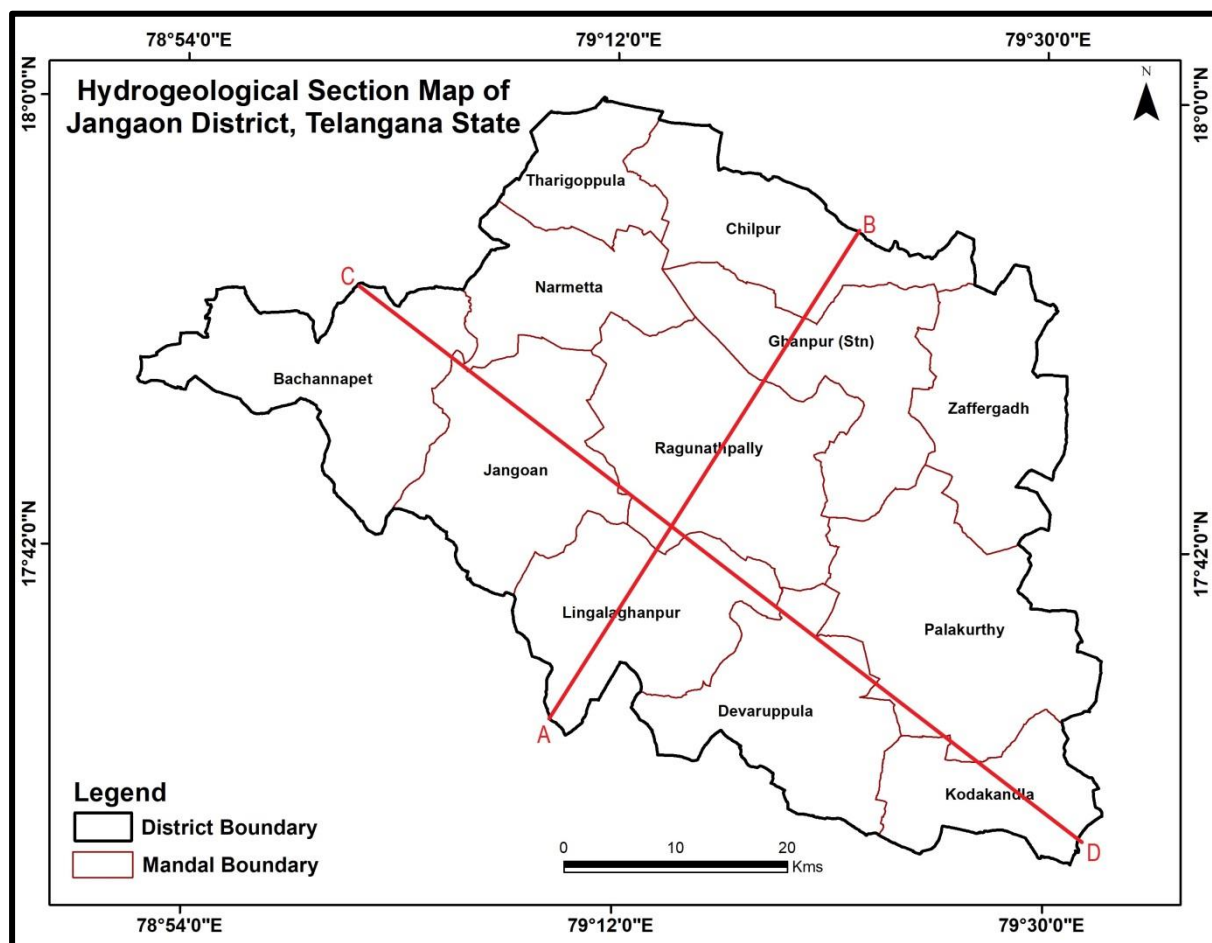 78°54'0"E
79°12'0"E
79°30'0"E
18°0'0"N
18°0'0"N
Hydrogeological Section Map of
Jangaon District, Telangana State
N
Tharigoppula
Chilpur
B
C
Narmetta
Ghanpur (Stn)
Bachannapet
Zaffergadh
Ragunathpally
Jangoan
17°42'0"N
17°42'0"N
Lingalaghanpur
Palakurthy
Devaruppula
A
Kodakandla
D
Legend
District Boundary
Mandal Boundary
0 10 20
Kms
78°54'0"E
79°12'0"E
79°30'0"E